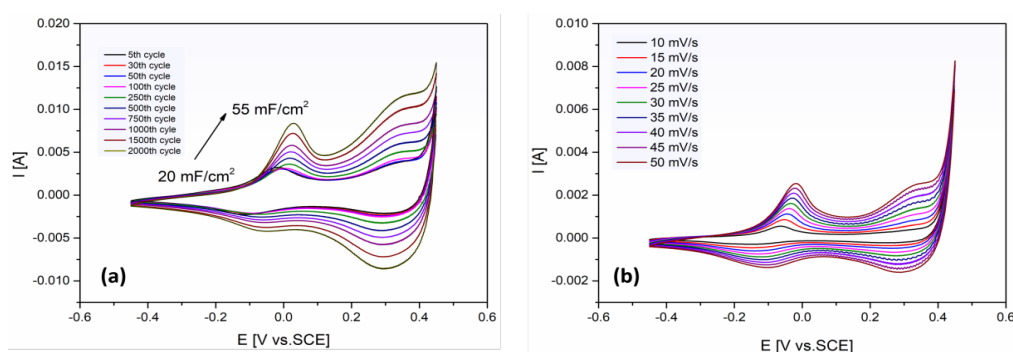 0.020
0.015
0.010
0.005
0.000
-0.005
-0.010
I [A]
5th cycle
30th cycle
50th cycle
100th cycle
250th cycle
500th cycle
750th cycle
1000th cyle
1500th cycle
2000th cycle
55 mF/cm²
20 mF/cm²
(a)
-0.6 -0.4 -0.2 0.0 0.2 0.4 0.6
E [V vs.SCE]
0.010
0.008
0.006
0.004
0.002
0.000
-0.002
I [A]
10 mV/s
15 mV/s
20 mV/s
25 mV/s
30 mV/s
35 mV/s
40 mV/s
45 mV/s
50 mV/s
(b)
-0.6 -0.4 -0.2 0.0 0.2 0.4 0.6
E [V vs.SCE]